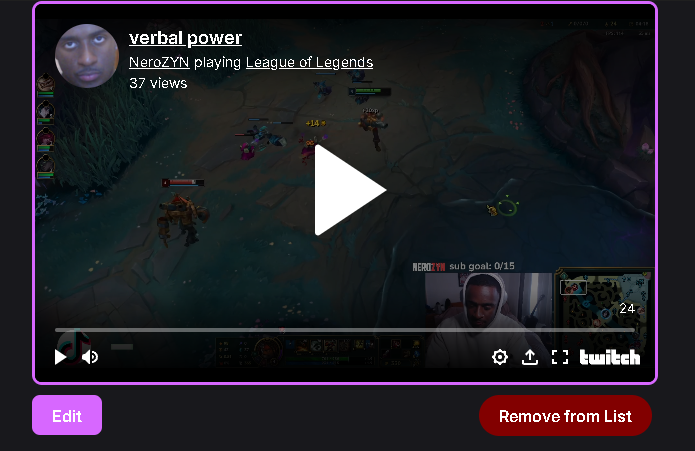 verbal power
NeroZYN playing League of Legends
37 views
+14
NEROZYN sub goal: 0/15
24
twitch
Edit
Remove from List